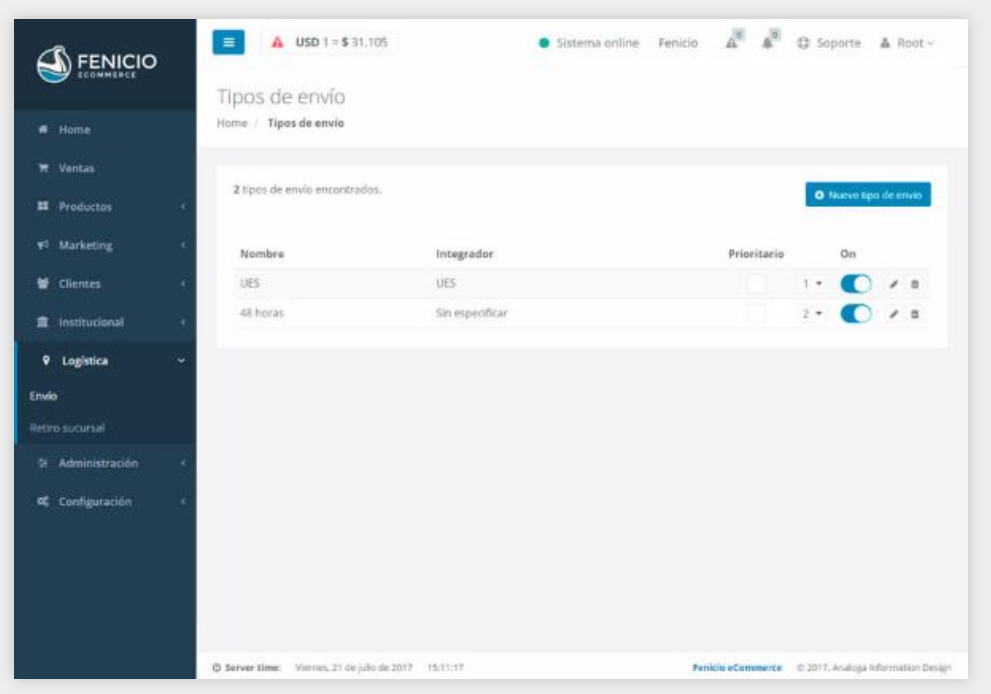 FENICIO
ECOMMERCE
USD 1 = $ 31.105
Sistema online
Fenicio
0
0
Soporte
Root
Tipos de envío
Home / Tipos de envío
Home
Ventas
Productos
Marketing
Clientes
Institucional
Logística
Envío
Retiro sucursal
Administración
Configuración
2 tipos de envío encontrados.
Nuevo tipo de envío
Nombre Integrador Prioritario On
UES UES 1
48 horas Sin especificar 2
Server time: Viernes, 21 de julio de 2017 15:11:17
Fenicio eCommerce © 2017, Analoga Information Design